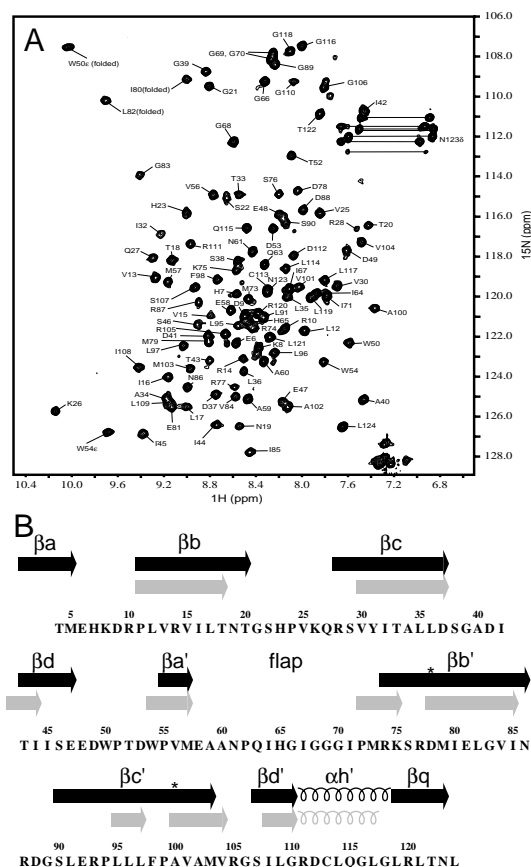 A
106.0
108.0
110.0
112.0
114.0
116.0
118.0
120.0
122.0
124.0
126.0
128.0
15N (ppm)
10.4 10.0 9.6 9.2 8.8 8.4 8.0 7.6 7.2 6.8
1H (ppm)
W50ε (folded)
G39
G69, G70
G118
G116
G89
I80(folded)
G21
G66
G110
G106
L82(folded)
T122
I42
N123δ
G68
T52
G83
V56
T33
S76
D78
D88
H23
S22
E48
S90
V25
I32
Q115
D53
R28
T20
Q27
T18
R111
N61
Q63
D112
D49
V104
V13
M57
K75
S38
F98
H7
M73
C113
N123
L114
I67
V101
L117
V30
I64
I71
S107
R87
E58
D9
L35
R120
L91
H65
R10
L119
A100
V15
S46
R105
L95
R74
D41
M79
L97
E6
K8
L121
L12
W50
I108
T43
R14
L96
A60
W54
M97
I16
N86
R77
L36
E47
A40
K26
A34
L109
E81
L17
D37
V84
A59
A102
W54ε
I45
I44
N19
I85
L124
B
βa βb βc
5 10 15 20 25 30 35 40
TMEHKDRPLVRVILTNTGSHPVKQRSVYITALLDSGADI
βd βa' flap βb'
*
45 50 55 60 65 70 75 80 85
TIISEEDWPTDWPVMEAANPQIHGIGGGIPMRKSRDMIELGVIN
βc' βd' αh' βq
*
90 95 100 105 110 115 120
RDGSLERPLLLFPAVAMVRGSILGRDCLQGLGLRLTNL